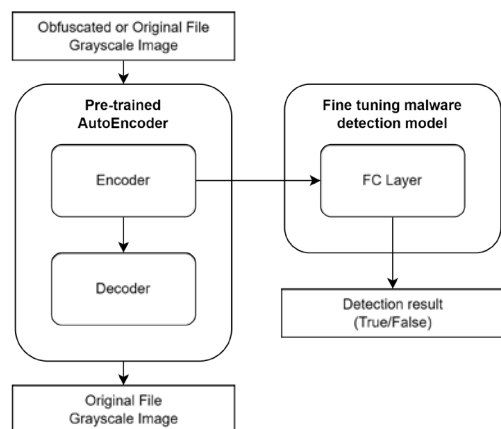 Obfuscated or Original File
Grayscale Image
Pre-trained
AutoEncoder
Encoder
Decoder
Original File
Grayscale Image
Fine tuning malware
detection model
FC Layer
Detection result
(True/False)